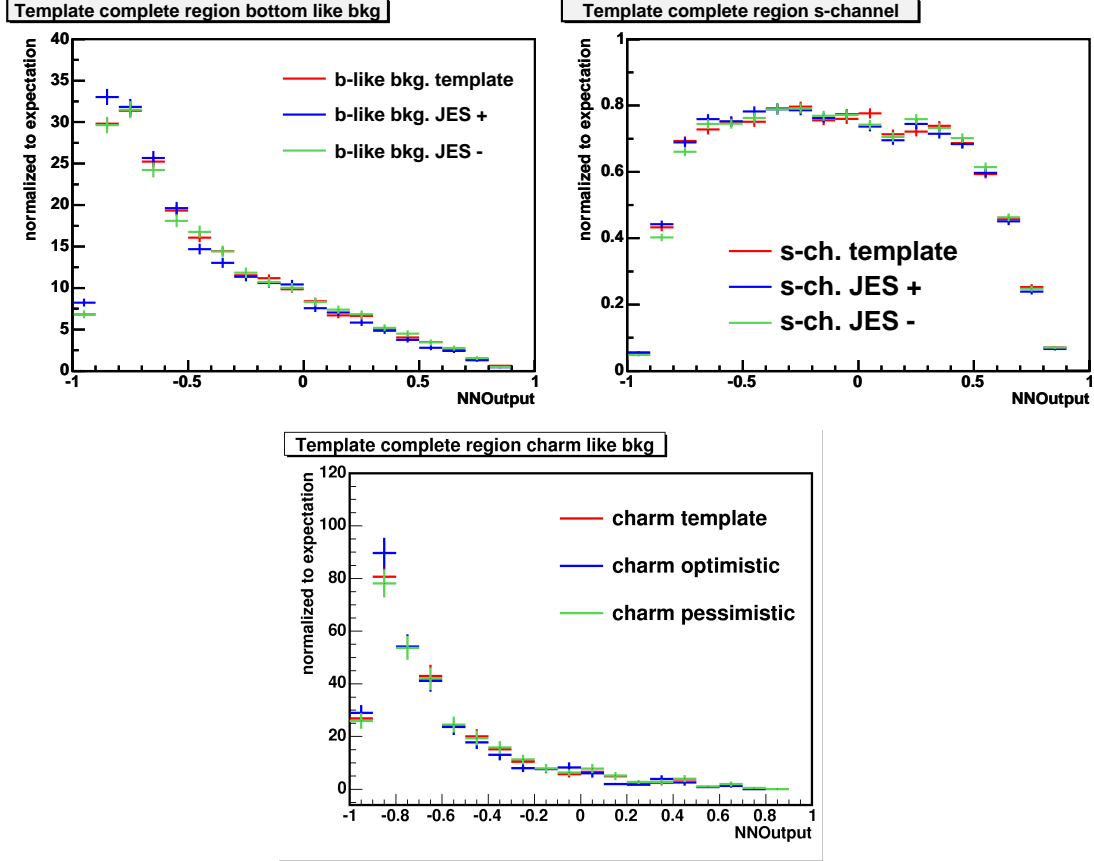 Template complete region bottom like bkg
normalized to expectation
40
35
30
25
20
15
10
5
0
b-like bkg. template
b-like bkg. JES +
b-like bkg. JES -
-1
-0.5
0
0.5
1
NNOutput
Template complete region s-channel
normalized to expectation
1
0.8
0.6
0.4
0.2
0
s-ch. template
s-ch. JES +
s-ch. JES -
-1
-0.5
0
0.5
1
NNOutput
Template complete region charm like bkg
normalized to expectation
120
100
80
60
40
20
0
charm template
charm optimistic
charm pessimistic
-1 -0.8 -0.6 -0.4 -0.2 0 0.2 0.4 0.6 0.8 1
NNOutput